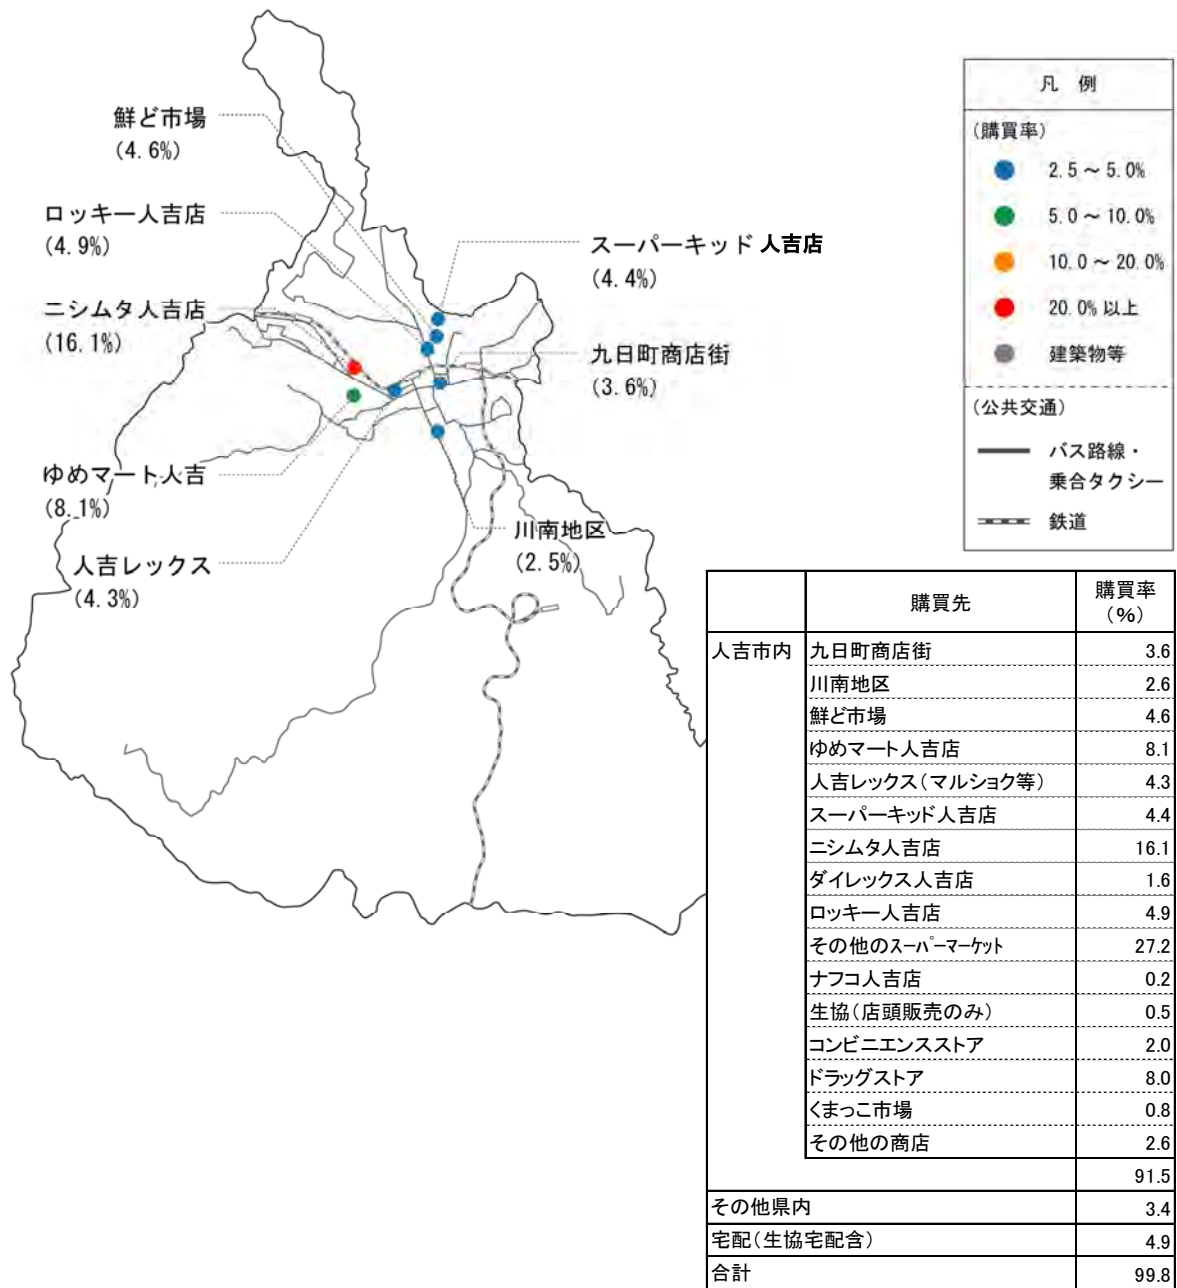 鮮ど市場
(4.6%)
ロッキー人吉店
(4.9%)
ニシムタ人吉店
(16.1%)
ゆめマート人吉
(8.1%)
人吉レックス
(4.3%)
スーパーキッド 人吉店
(4.4%)
九日町商店街
(3.6%)
川南地区
(2.5%)
凡 例
(購買率)
2.5～5.0%
5.0～10.0%
10.0～20.0%
20.0%以上
建築物等
(公共交通)
バス路線・
乗合タクシー
鉄道
購買先 購買率
(%)
人吉市内 九日町商店街 3.6
川南地区 2.6
鮮ど市場 4.6
ゆめマート人吉店 8.1
人吉レックス(マルショク等) 4.3
スーパーキッド人吉店 4.4
ニシムタ人吉店 16.1
ダイレックス人吉店 1.6
ロッキー人吉店 4.9
その他のスーパーマーケット 27.2
ナフコ人吉店 0.2
生協(店頭販売のみ) 0.5
コンビニエンスストア 2.0
ドラッグストア 8.0
くまっこ市場 0.8
その他の商店 2.6
91.5
その他県内 3.4
宅配(生協宅配含) 4.9
合計 99.8